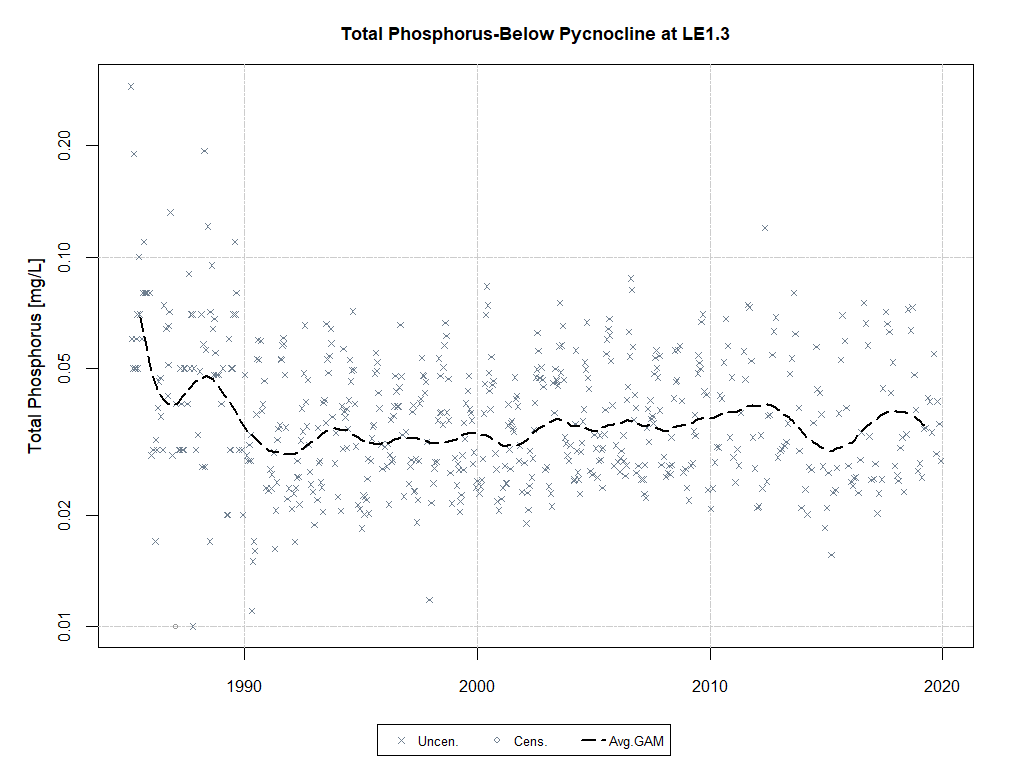 Total Phosphorus-Below Pycnocline at LE1.3
Total Phosphorus [mg/L]
0.20
0.10
0.05
0.02
0.01
1990 2000 2010 2020
Uncen. Cens. Avg.GAM